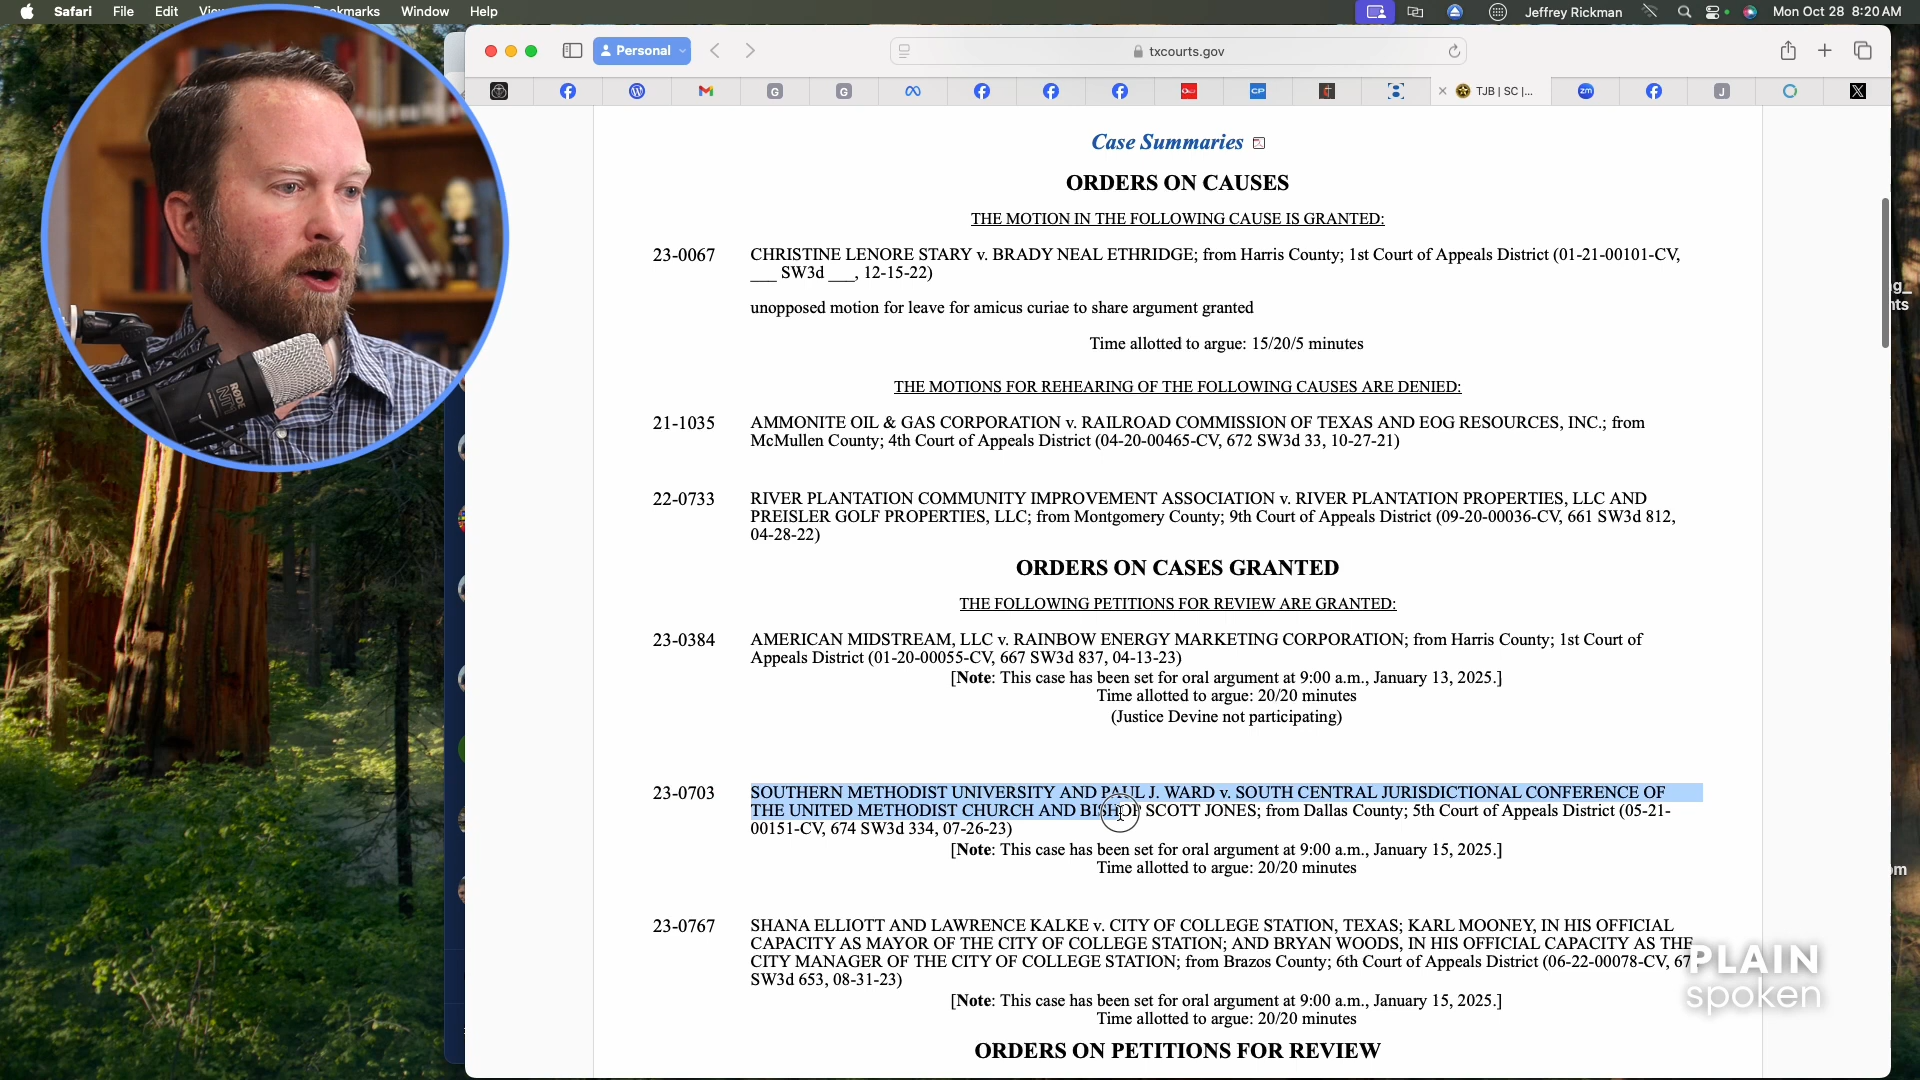 Safari File Edit Vie okmarks Window Help Jeffrey Rickman Mon Oct 28 8:20 AM
Personal txcourts.gov
G G CP TJB | SC |... zm J X
Case Summaries
ORDERS ON CAUSES
THE MOTION IN THE FOLLOWING CAUSE IS GRANTED:
23-0067 CHRISTINE LENORE STARY v. BRADY NEAL ETHRIDGE; from Harris County; 1st Court of Appeals District (01-21-00101-CV,
___ SW3d ___, 12-15-22)
unopposed motion for leave for amicus curiae to share argument granted
Time allotted to argue: 15/20/5 minutes
THE MOTIONS FOR REHEARING OF THE FOLLOWING CAUSES ARE DENIED:
21-1035 AMMONITE OIL & GAS CORPORATION v. RAILROAD COMMISSION OF TEXAS AND EOG RESOURCES, INC.; from
McMullen County; 4th Court of Appeals District (04-20-00465-CV, 672 SW3d 33, 10-27-21)
22-0733 RIVER PLANTATION COMMUNITY IMPROVEMENT ASSOCIATION v. RIVER PLANTATION PROPERTIES, LLC AND
PREISLER GOLF PROPERTIES, LLC; from Montgomery County; 9th Court of Appeals District (09-20-00036-CV, 661 SW3d 812,
04-28-22)
ORDERS ON CASES GRANTED
THE FOLLOWING PETITIONS FOR REVIEW ARE GRANTED:
23-0384 AMERICAN MIDSTREAM, LLC v. RAINBOW ENERGY MARKETING CORPORATION; from Harris County; 1st Court of
Appeals District (01-20-00055-CV, 667 SW3d 837, 04-13-23)
[Note: This case has been set for oral argument at 9:00 a.m., January 13, 2025.]
Time allotted to argue: 20/20 minutes
(Justice Devine not participating)
23-0703 SOUTHERN METHODIST UNIVERSITY AND PAUL J. WARD v. SOUTH CENTRAL JURISDICTIONAL CONFERENCE OF
THE UNITED METHODIST CHURCH AND BISHOP SCOTT JONES; from Dallas County; 5th Court of Appeals District (05-21-
00151-CV, 674 SW3d 334, 07-26-23)
[Note: This case has been set for oral argument at 9:00 a.m., January 15, 2025.]
Time allotted to argue: 20/20 minutes
23-0767 SHANA ELLIOTT AND LAWRENCE KALKE v. CITY OF COLLEGE STATION, TEXAS; KARL MOONEY, IN HIS OFFICIAL
CAPACITY AS MAYOR OF THE CITY OF COLLEGE STATION; AND BRYAN WOODS, IN HIS OFFICIAL CAPACITY AS THE
CITY MANAGER OF THE CITY OF COLLEGE STATION; from Brazos County; 6th Court of Appeals District (06-22-00078-CV, 67
SW3d 653, 08-31-23)
[Note: This case has been set for oral argument at 9:00 a.m., January 15, 2025.]
Time allotted to argue: 20/20 minutes
ORDERS ON PETITIONS FOR REVIEW
RØDE
NT1
PLAIN
spoken